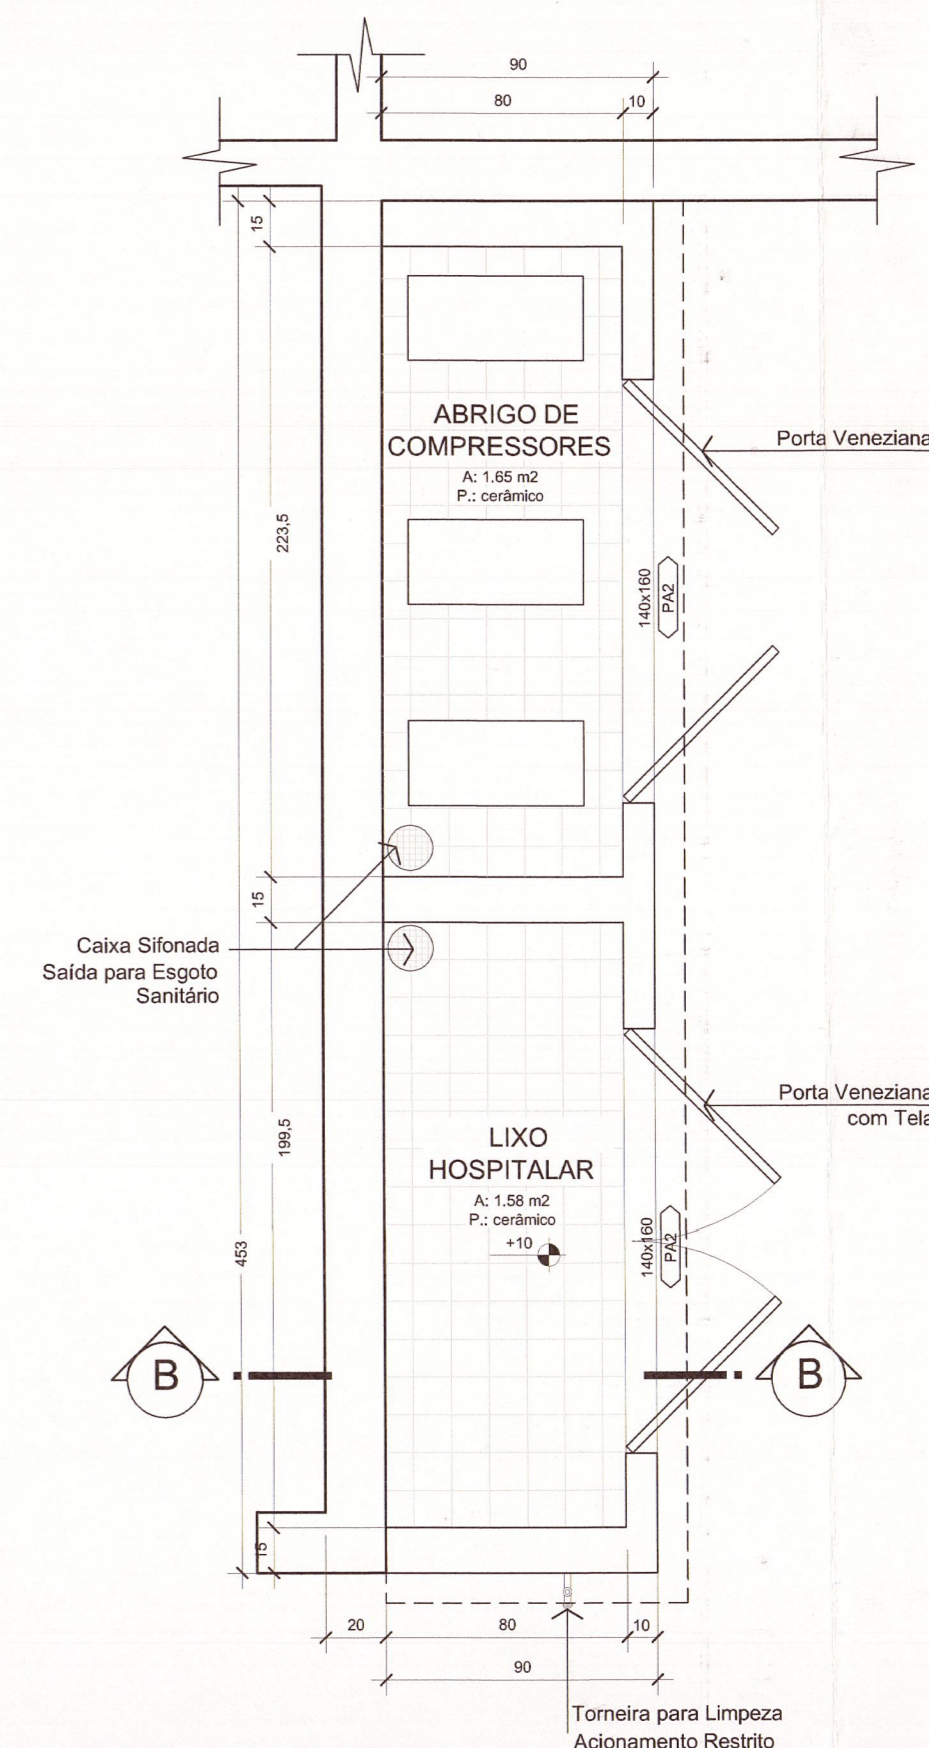 90
80
10
15
ABRIGO DE
COMPRESSORES
A: 1.65 m2
P.: cerâmico
Porta Veneziana
223,5
140x160
PA2
15
Caixa Sifonada
Saída para Esgoto
Sanitário
Porta Veneziana
com Tela
199,5
LIXO
HOSPITALAR
A: 1.58 m2
P.: cerâmico
+10
140x160
PA2
453
B
B
15
20
80
10
90
Torneira para Limpeza
Acionamento Restrito